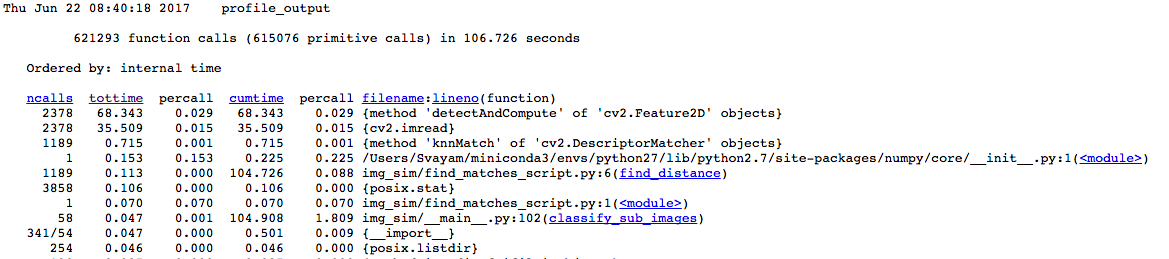 Thu Jun 22 08:40:18 2017    profile_output
621293 function calls (615076 primitive calls) in 106.726 seconds
Ordered by: internal time
ncalls  tottime  percall  cumtime  percall filename:lineno(function)
2378   68.343    0.029   68.343    0.029 {method 'detectAndCompute' of 'cv2.Feature2D' objects}
2378   35.509    0.015   35.509    0.015 {cv2.imread}
1189    0.715    0.001    0.715    0.001 {method 'knnMatch' of 'cv2.DescriptorMatcher' objects}
1    0.153    0.153    0.225    0.225 /Users/Svayam/miniconda3/envs/python27/lib/python2.7/site-packages/numpy/core/__init__.py:1(<module>)
1189    0.113    0.000  104.726    0.088 img_sim/find_matches_script.py:6(find_distance)
3858    0.106    0.000    0.106    0.000 {posix.stat}
1    0.070    0.070    0.070    0.070 img_sim/find_matches_script.py:1(<module>)
58    0.047    0.001  104.908    1.809 img_sim/__main__.py:102(classify_sub_images)
341/54    0.047    0.000    0.501    0.009 {__import__}
254    0.046    0.000    0.046    0.000 {posix.listdir}